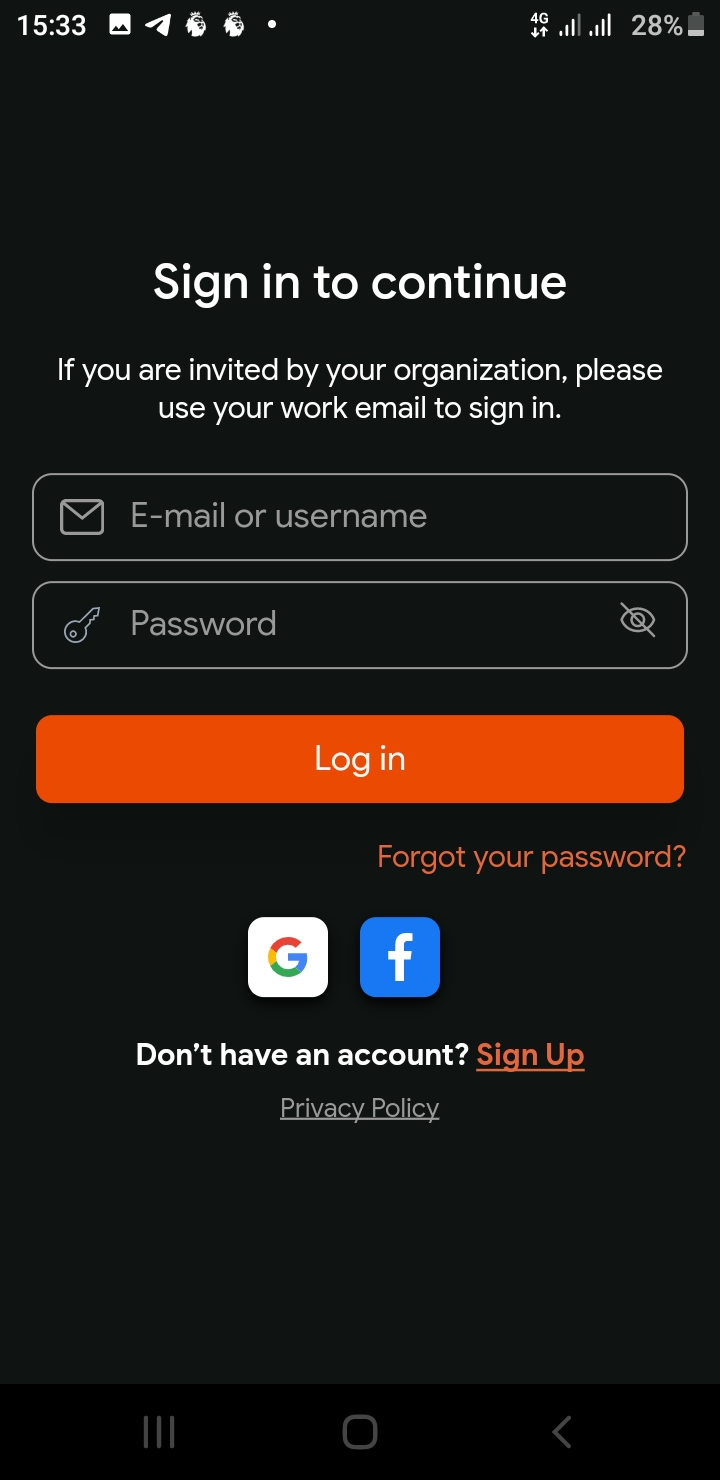 15:33 4G 28%
Sign in to continue
If you are invited by your organization, please
use your work email to sign in.
E-mail or username
Password
Log in
Forgot your password?
Don’t have an account? Sign Up
Privacy Policy